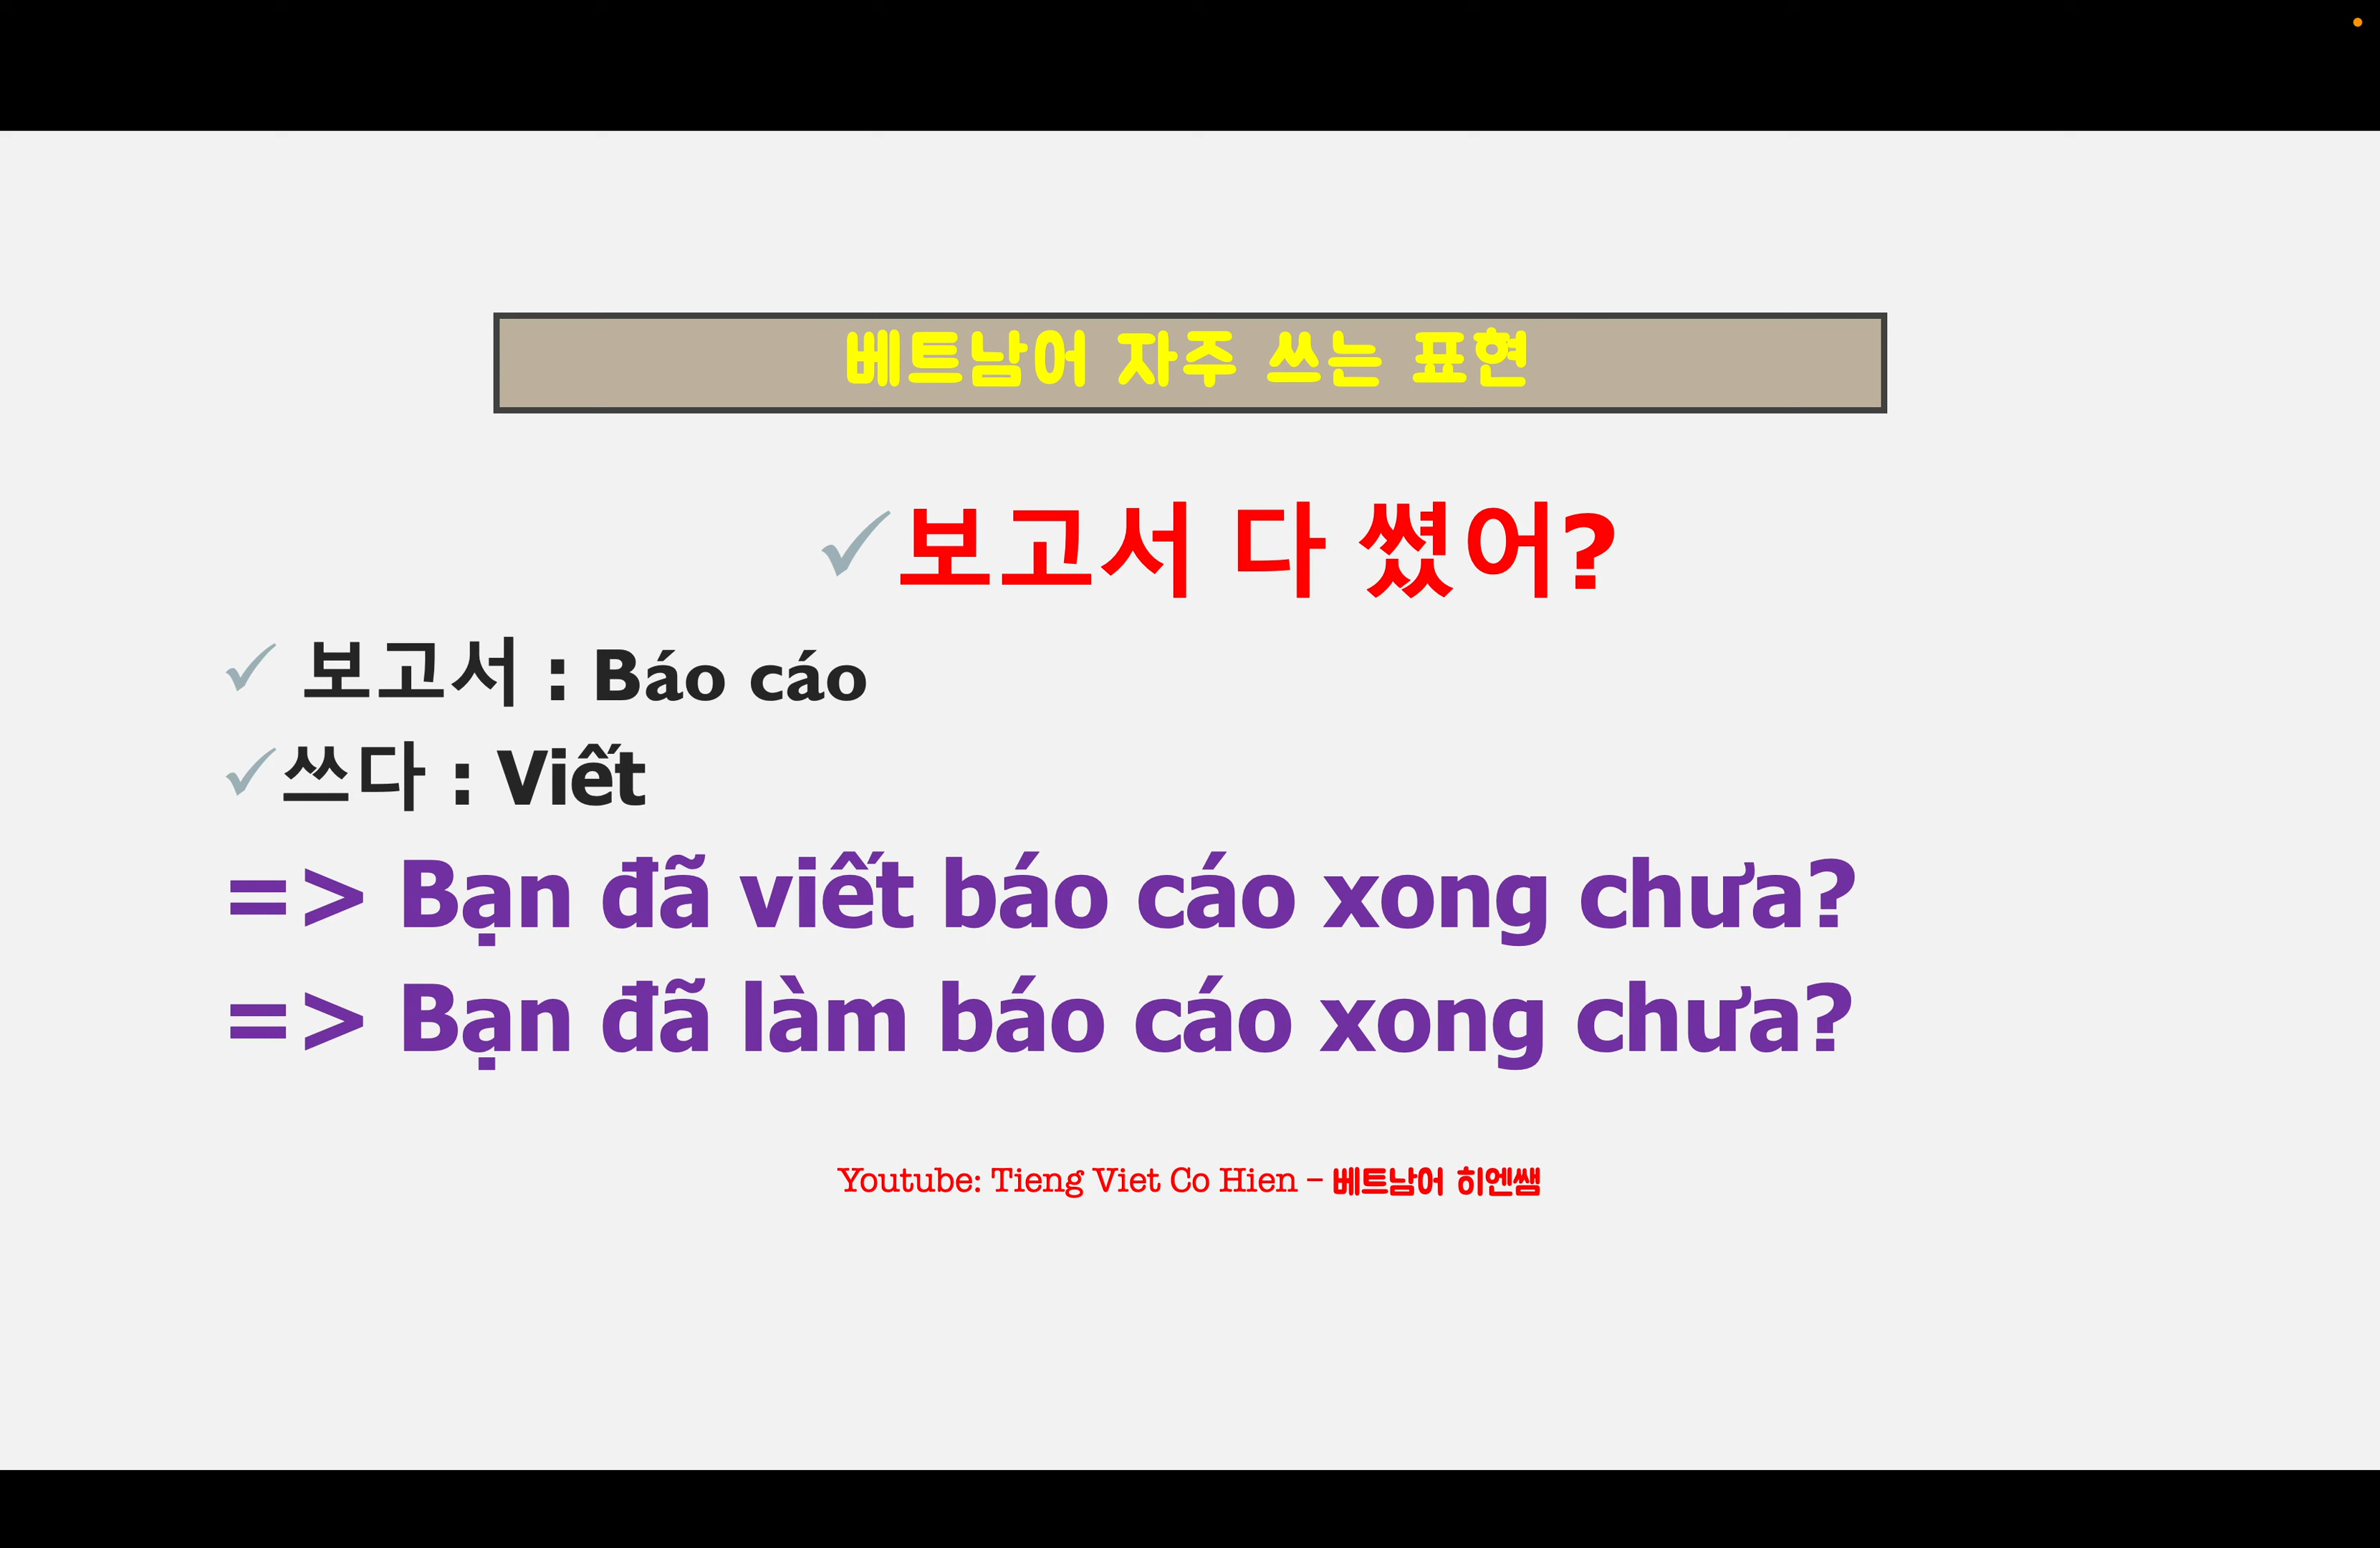 베트남어 자주 쓰는 표현
✓보고서 다 썼어?
✓ 보고서 : Báo cáo
✓쓰다 : Viết
=> Bạn đã viết báo cáo xong chưa?
=> Bạn đã làm báo cáo xong chưa?
Youtube: Tieng Viet Co Hien – 베트남어 히엔쌤